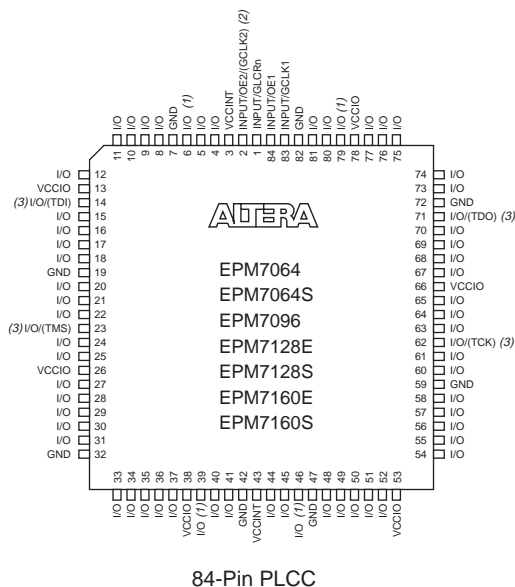 I/O 11
I/O 10
I/O 9
I/O 8
GND 7
I/O (1) 6
I/O 5
I/O 4
VCCINT 3
INPUT/OE2/(GCLK2) (2) 2
INPUT/GLCRn 1
INPUT/OE1 84
INPUT/GCLK1 83
GND 82
I/O 81
I/O 80
I/O (1) 79
VCCIO 78
I/O 77
I/O 76
I/O 75
I/O 12
VCCIO 13
(3) I/O/(TDI) 14
I/O 15
I/O 16
I/O 17
I/O 18
GND 19
I/O 20
I/O 21
I/O 22
(3) I/O/(TMS) 23
I/O 24
I/O 25
VCCIO 26
I/O 27
I/O 28
I/O 29
I/O 30
I/O 31
GND 32
ALTERA
EPM7064
EPM7064S
EPM7096
EPM7128E
EPM7128S
EPM7160E
EPM7160S
74 I/O
73 I/O
72 GND
71 I/O/(TDO) (3)
70 I/O
69 I/O
68 I/O
67 I/O
66 VCCIO
65 I/O
64 I/O
63 I/O
62 I/O/(TCK) (3)
61 I/O
60 I/O
59 GND
58 I/O
57 I/O
56 I/O
55 I/O
54 I/O
33 I/O
34 I/O
35 I/O
36 I/O
37 I/O
38 VCCIO
39 I/O (1)
40 I/O
41 I/O
42 GND
43 VCCINT
44 I/O
45 I/O
46 I/O (1)
47 GND
48 I/O
49 I/O
50 I/O
51 I/O
52 I/O
53 VCCIO
84-Pin PLCC